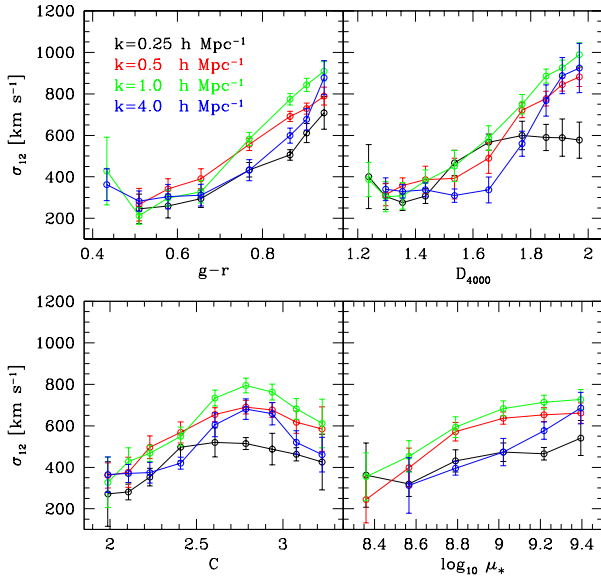 1200
1000
800
600
400
200
σ₁₂ [km s⁻¹]
k=0.25 h Mpc⁻¹
k=0.5 h Mpc⁻¹
k=1.0 h Mpc⁻¹
k=4.0 h Mpc⁻¹
0.4 0.6 0.8
g−r
1.2 1.4 1.6 1.8 2
D₄₀₀₀
1200
1000
800
600
400
200
σ₁₂ [km s⁻¹]
2 2.5 3
C
8.4 8.6 8.8 9 9.2 9.4
log₁₀ μ*